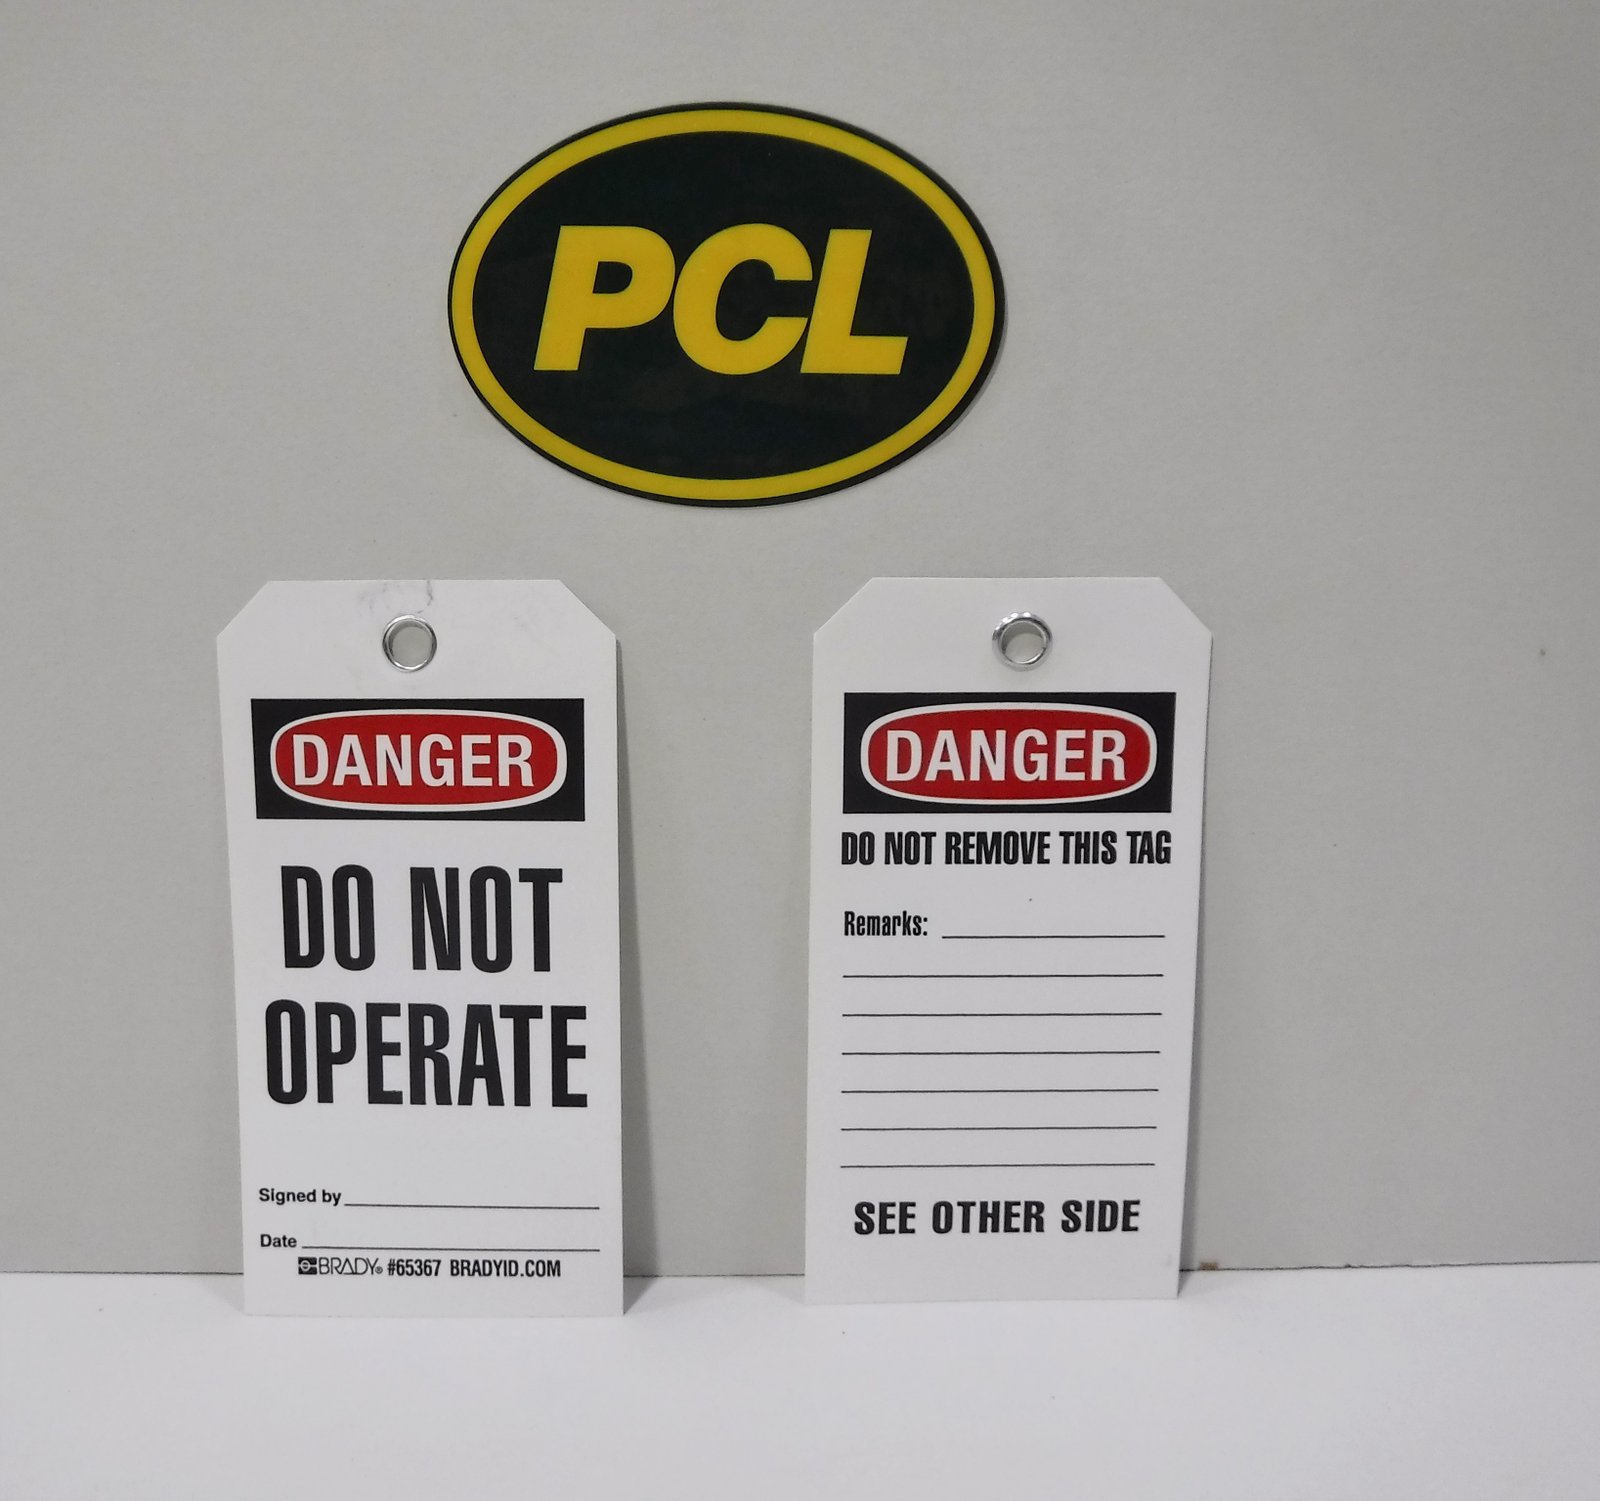 PCL
DANGER
DO NOT
OPERATE
Signed by
Date
BRADY® #65367 BRADYID.COM
DANGER
DO NOT REMOVE THIS TAG
Remarks:
SEE OTHER SIDE